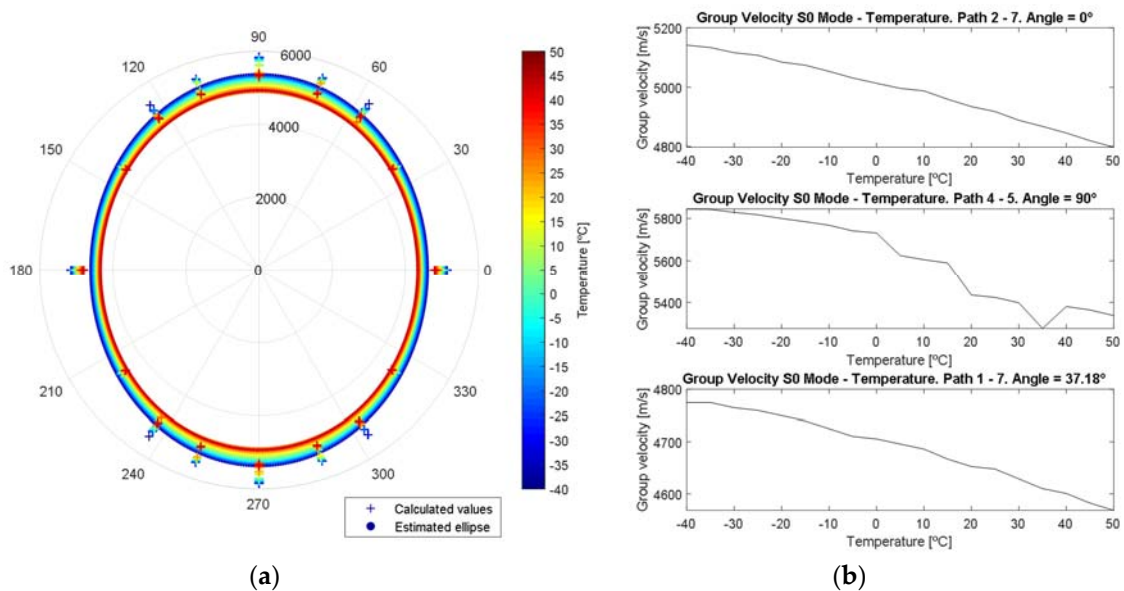 90
120
6000
60
4000
150
30
2000
180
0
0
210
330
240
300
270
50
45
40
35
30
25
20
15
10
5
0
-5
-10
-15
-20
-25
-30
-35
-40
Temperature [ºC]
Calculated values
Estimated ellipse
(a)
Group Velocity S0 Mode - Temperature. Path 2 - 7. Angle = 0º
Group velocity [m/s]
5200
5000
4800
-40 -30 -20 -10 0 10 20 30 40 50
Temperature [ºC]
Group Velocity S0 Mode - Temperature. Path 4 - 5. Angle = 90º
Group velocity [m/s]
5800
5600
5400
-40 -30 -20 -10 0 10 20 30 40 50
Temperature [ºC]
Group Velocity S0 Mode - Temperature. Path 1 - 7. Angle = 37.18º
Group velocity [m/s]
4800
4700
4600
-40 -30 -20 -10 0 10 20 30 40 50
Temperature [ºC]
(b)